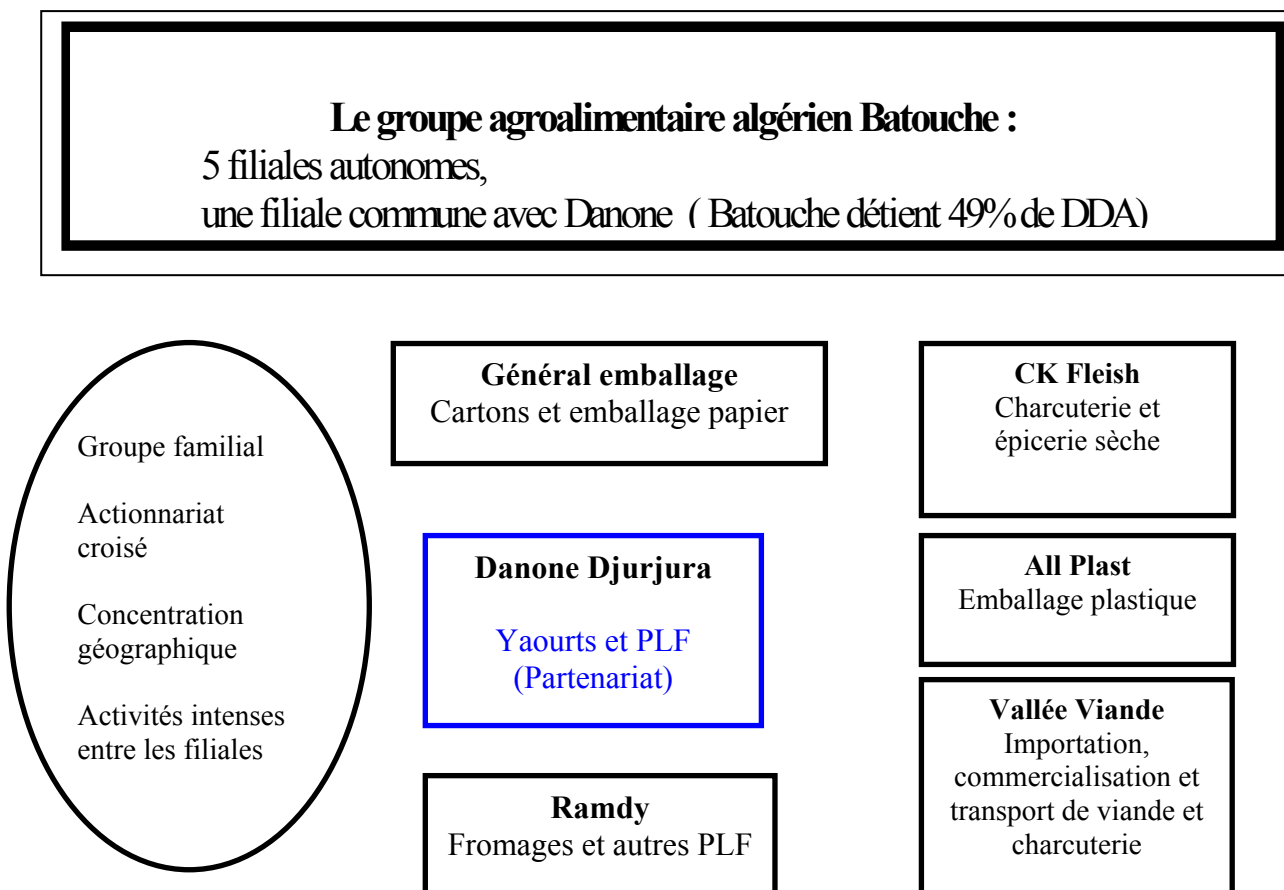 Le groupe agroalimentaire algérien Batouche :
5 filiales autonomes,
une filiale commune avec Danone ( Batouche détient 49% de DDA)
Groupe familial
Actionnariat
croisé
Concentration
géographique
Activités intenses
entre les filiales
Général emballage
Cartons et emballage papier
Danone Djurjura
Yaourts et PLF
(Partenariat)
Ramdy
Fromages et autres PLF
CK Fleish
Charcuterie et
épicerie sèche
All Plast
Emballage plastique
Vallée Viande
Importation,
commercialisation et
transport de viande et
charcuterie